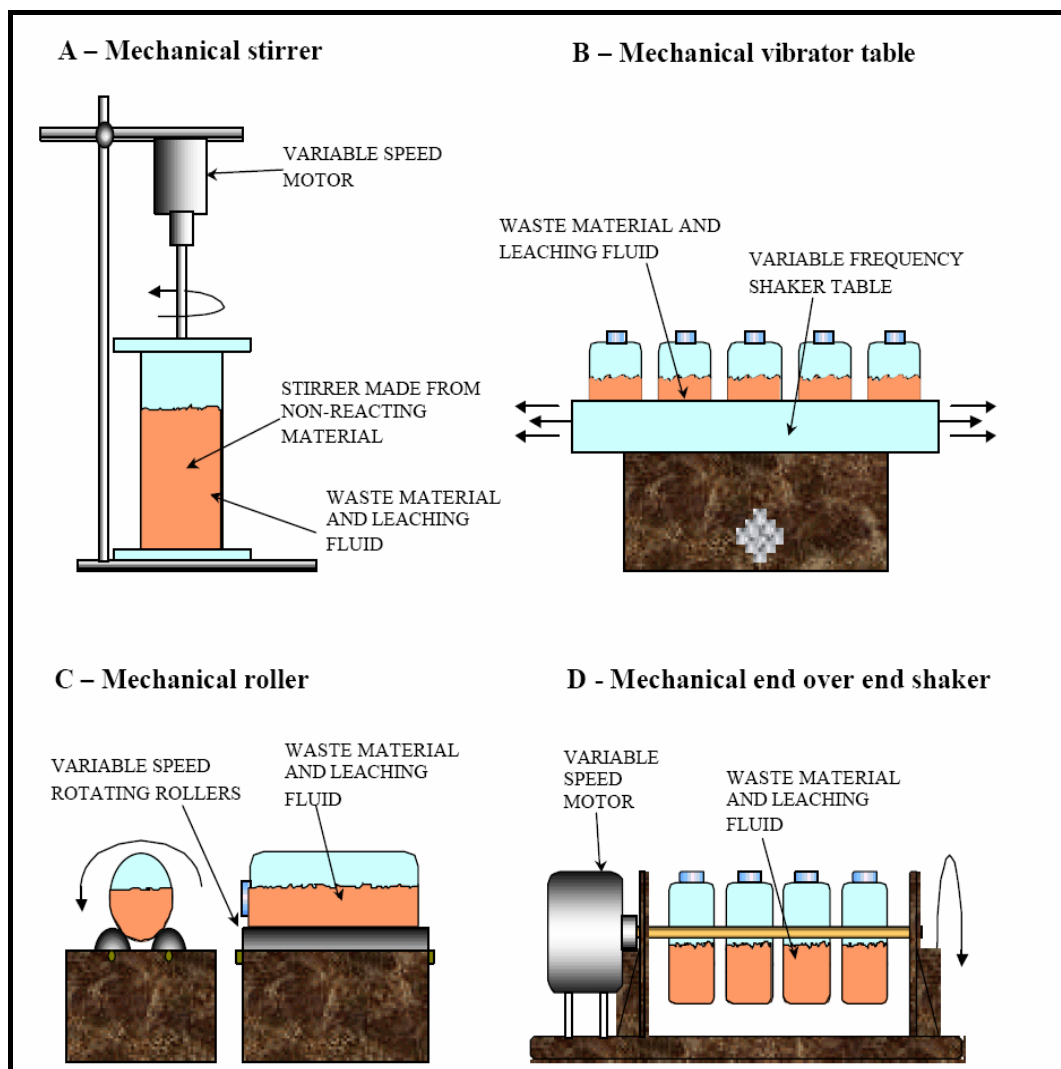 A – Mechanical stirrer
VARIABLE SPEED
MOTOR
STIRRER MADE FROM
NON-REACTING
MATERIAL
WASTE MATERIAL
AND LEACHING
FLUID
B – Mechanical vibrator table
WASTE MATERIAL AND
LEACHING FLUID
VARIABLE FREQUENCY
SHAKER TABLE
C – Mechanical roller
VARIABLE SPEED
ROTATING ROLLERS
WASTE MATERIAL
AND LEACHING
FLUID
D - Mechanical end over end shaker
VARIABLE
SPEED
MOTOR
WASTE MATERIAL
AND LEACHING
FLUID